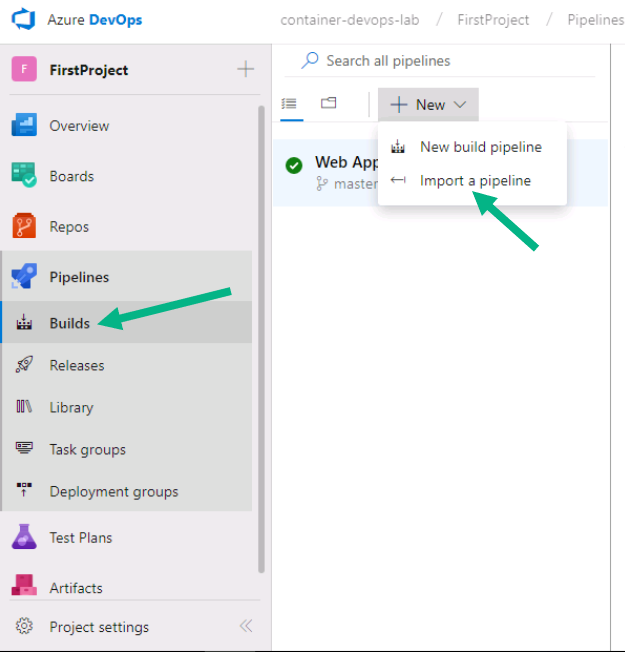 Azure DevOps
container-devops-lab / FirstProject / Pipelines
F FirstProject
Overview
Boards
Repos
Pipelines
Builds
Releases
Library
Task groups
Deployment groups
Test Plans
Artifacts
Project settings
Search all pipelines
New
New build pipeline
Import a pipeline
Web App
master